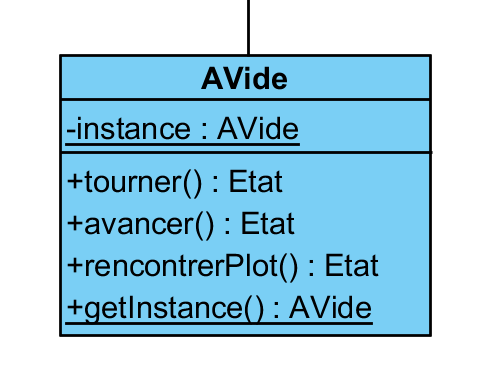 AVide
-instance : AVide
+tourner() : Etat
+avancer() : Etat
+rencontrerPlot() : Etat
+getInstance() : AVide